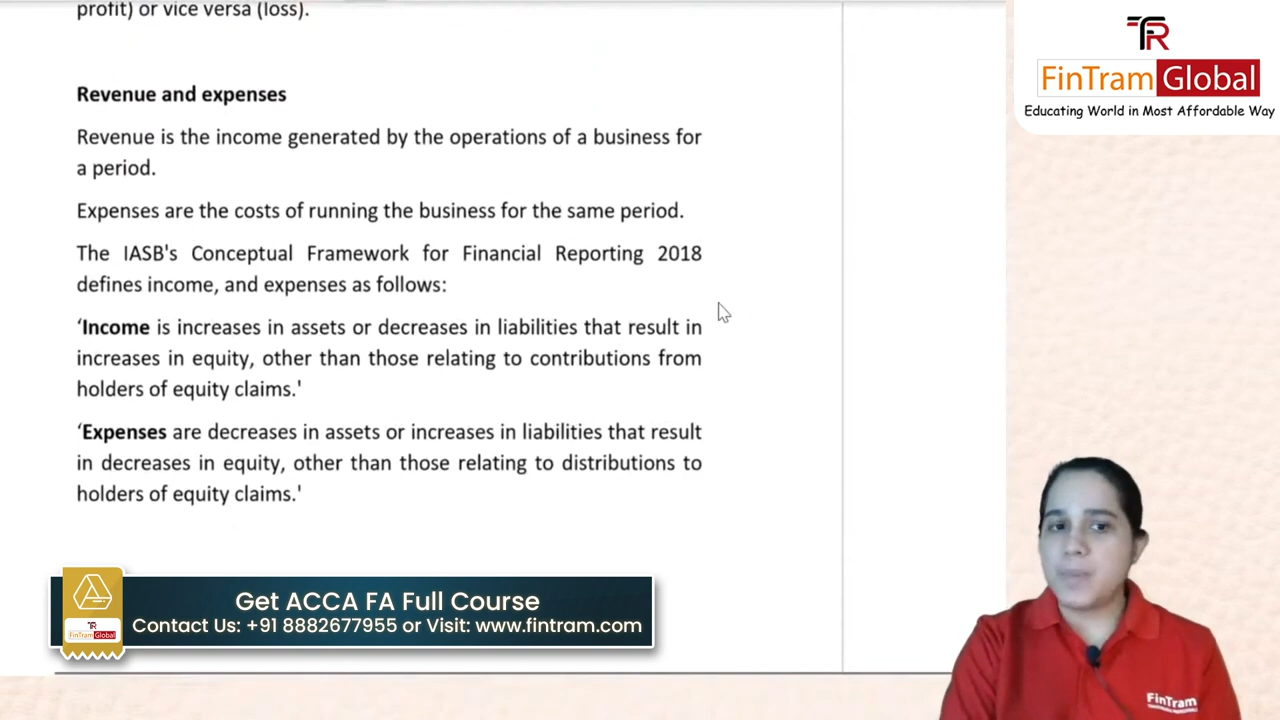 profit) or vice versa (loss).
Revenue and expenses
Revenue is the income generated by the operations of a business for
a period.
Expenses are the costs of running the business for the same period.
The IASB's Conceptual Framework for Financial Reporting 2018
defines income, and expenses as follows:
‘Income is increases in assets or decreases in liabilities that result in
increases in equity, other than those relating to contributions from
holders of equity claims.'
‘Expenses are decreases in assets or increases in liabilities that result
in decreases in equity, other than those relating to distributions to
holders of equity claims.'
TR
FinTram Global
Educating World in Most Affordable Way
Get ACCA FA Full Course
Contact Us: +91 8882677955 or Visit: www.fintram.com
TR
FinTram Global
FinTram